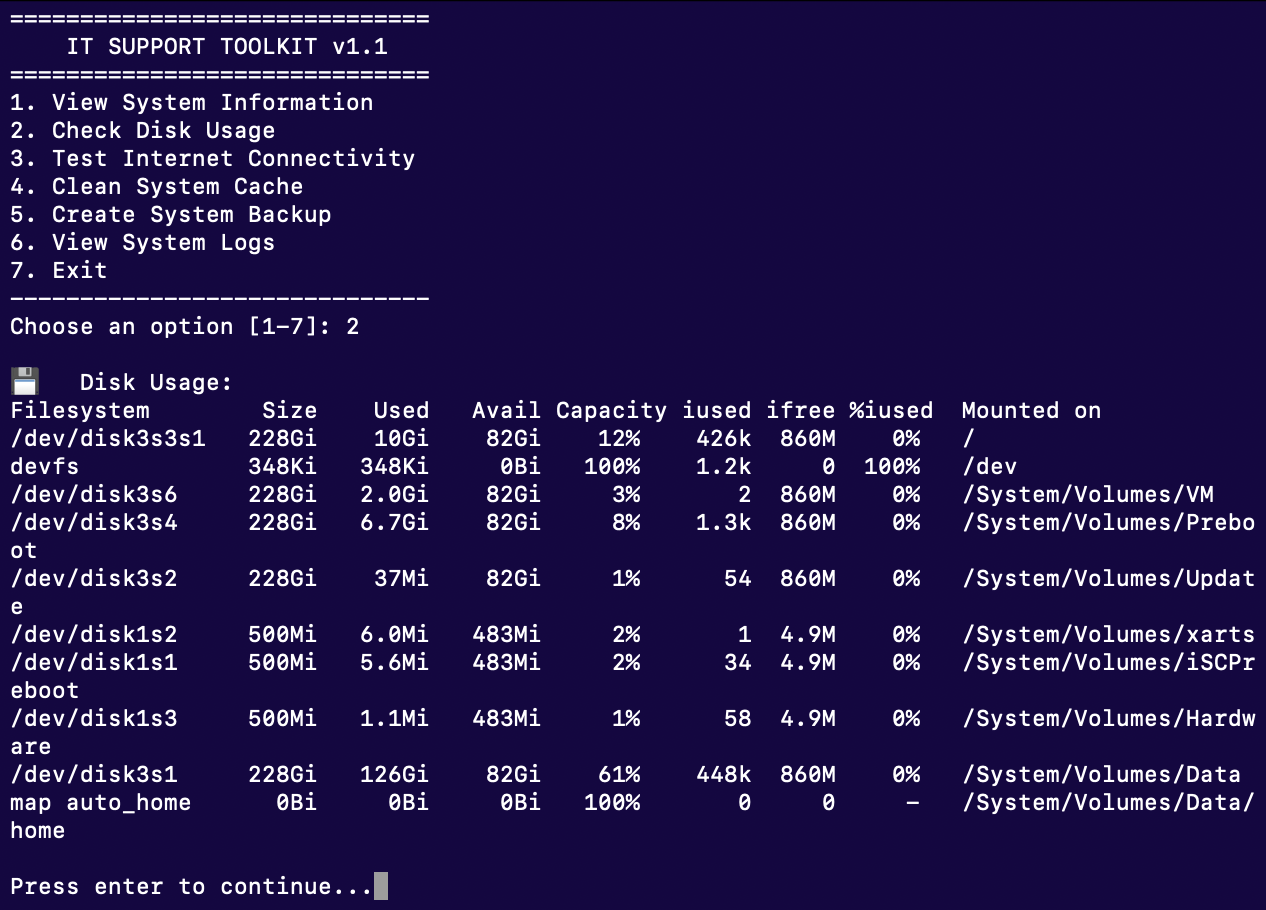 ==============================
    IT SUPPORT TOOLKIT v1.1
==============================
1. View System Information
2. Check Disk Usage
3. Test Internet Connectivity
4. Clean System Cache
5. Create System Backup
6. View System Logs
7. Exit
------------------------------
Choose an option [1-7]: 2

💾   Disk Usage:
Filesystem        Size    Used   Avail Capacity iused ifree %iused  Mounted on
/dev/disk3s3s1   228Gi    10Gi    82Gi    12%    426k  860M    0%   /
devfs            348Ki   348Ki     0Bi   100%    1.2k     0  100%   /dev
/dev/disk3s6     228Gi   2.0Gi    82Gi     3%       2  860M    0%   /System/Volumes/VM
/dev/disk3s4     228Gi   6.7Gi    82Gi     8%    1.3k  860M    0%   /System/Volumes/Prebo
ot
/dev/disk3s2     228Gi    37Mi    82Gi     1%      54  860M    0%   /System/Volumes/Updat
e
/dev/disk1s2     500Mi   6.0Mi   483Mi     2%       1  4.9M    0%   /System/Volumes/xarts
/dev/disk1s1     500Mi   5.6Mi   483Mi     2%      34  4.9M    0%   /System/Volumes/iSCPr
eboot
/dev/disk1s3     500Mi   1.1Mi   483Mi     1%      58  4.9M    0%   /System/Volumes/Hardw
are
/dev/disk3s1     228Gi   126Gi    82Gi    61%    448k  860M    0%   /System/Volumes/Data
map auto_home      0Bi     0Bi     0Bi   100%       0     0     -   /System/Volumes/Data/
home

Press enter to continue...